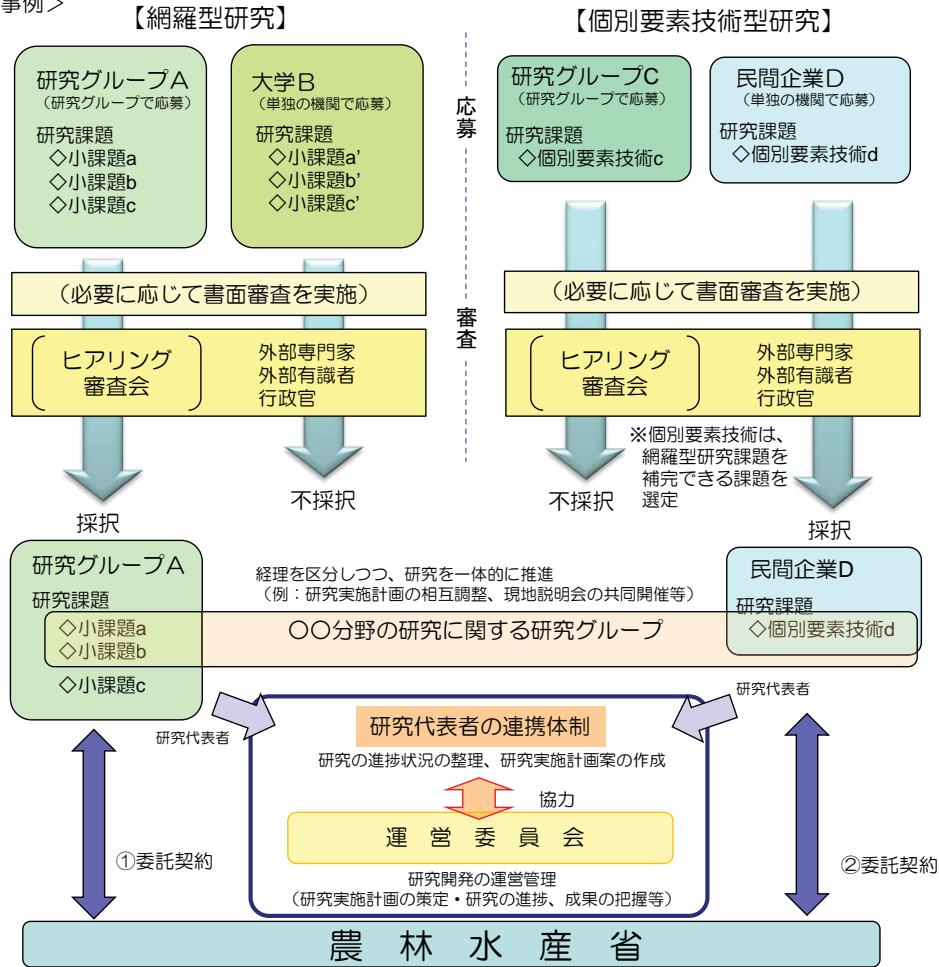 事例＞
【網羅型研究】
【個別要素技術型研究】
研究グループA
（研究グループで応募）
研究課題
◇小課題a
◇小課題b
◇小課題c
大学B
（単独の機関で応募）
研究課題
◇小課題a’
◇小課題b’
◇小課題c’
応募
研究グループC
（研究グループで応募）
研究課題
◇個別要素技術c
民間企業D
（単独の機関で応募）
研究課題
◇個別要素技術d
（必要に応じて書面審査を実施）
審査
（必要に応じて書面審査を実施）
ヒアリング
審査会
外部専門家
外部有識者
行政官
ヒアリング
審査会
外部専門家
外部有識者
行政官
※個別要素技術は、
網羅型研究課題を
補完できる課題を
選定
採択
不採択
不採択
採択
研究グループA
研究課題
◇小課題a
◇小課題b
◇小課題c
経理を区分しつつ、研究を一体的に推進
（例：研究実施計画の相互調整、現地説明会の共同開催等）
〇〇分野の研究に関する研究グループ
民間企業D
研究課題
◇個別要素技術d
研究代表者
研究代表者
研究代表者の連携体制
研究の進捗状況の整理、研究実施計画案の作成
協力
運営委員会
研究開発の運営管理
（研究実施計画の策定・研究の進捗、成果の把握等）
①委託契約
②委託契約
農林水産省